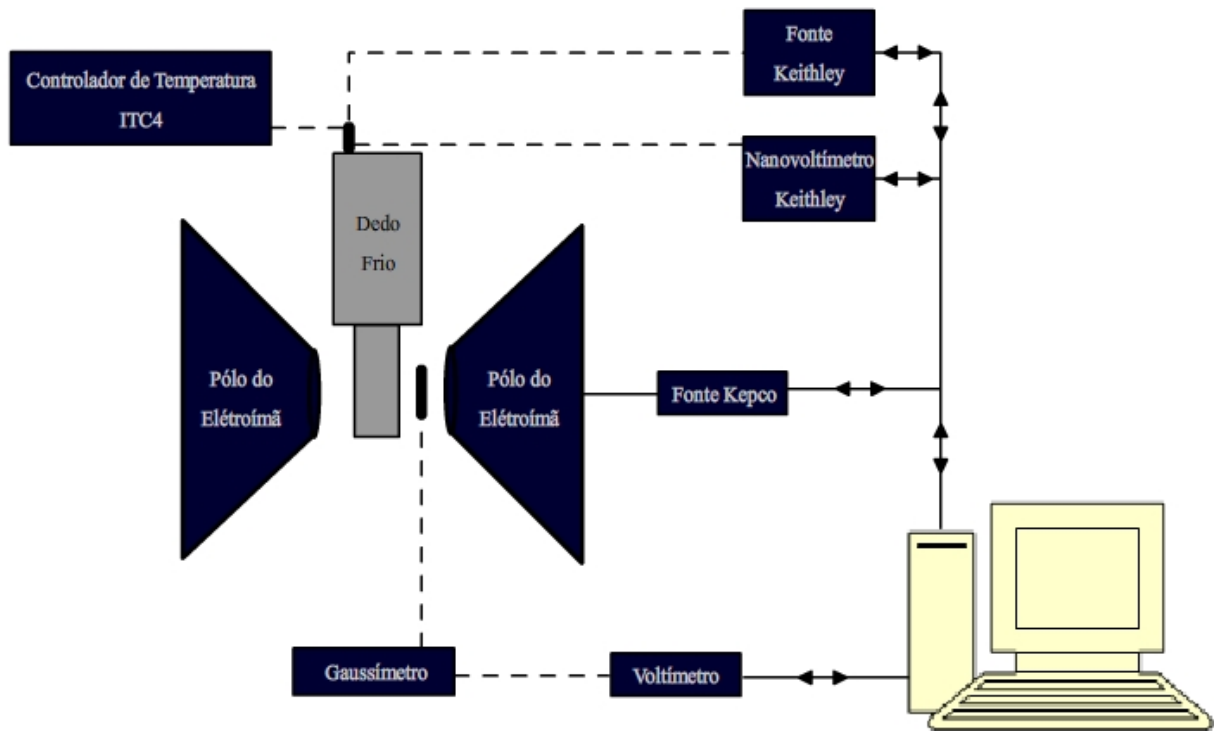 Fonte
Keithley
Controlador de Temperatura
ITC4
Nanovoltímetro
Keithley
Dedo
Frio
Pólo do
Elétroímã
Pólo do
Elétroímã
Fonte Kepco
Gaussímetro
Voltímetro